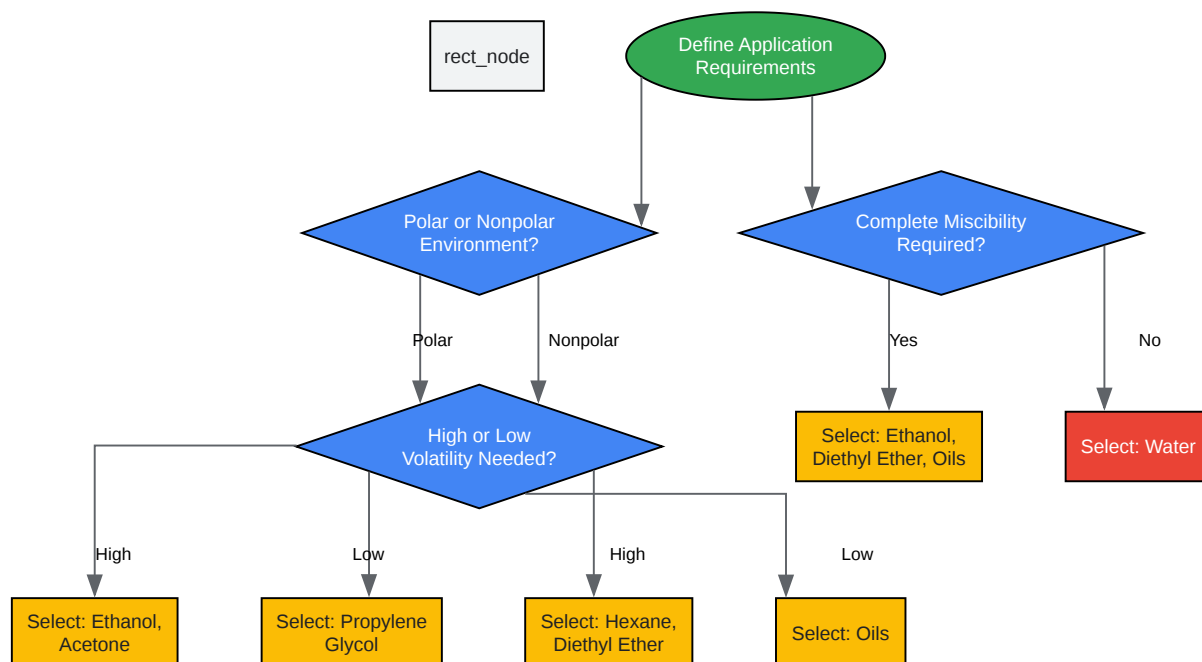 rect_node
Define Application
Requirements
Polar or Nonpolar
Environment?
Complete Miscibility
Required?
Polar
Nonpolar
Yes
No
High or Low
Volatility Needed?
Select: Ethanol,
Diethyl Ether, Oils
Select: Water
High
Low
High
Low
Select: Ethanol,
Acetone
Select: Propylene
Glycol
Select: Hexane,
Diethyl Ether
Select: Oils